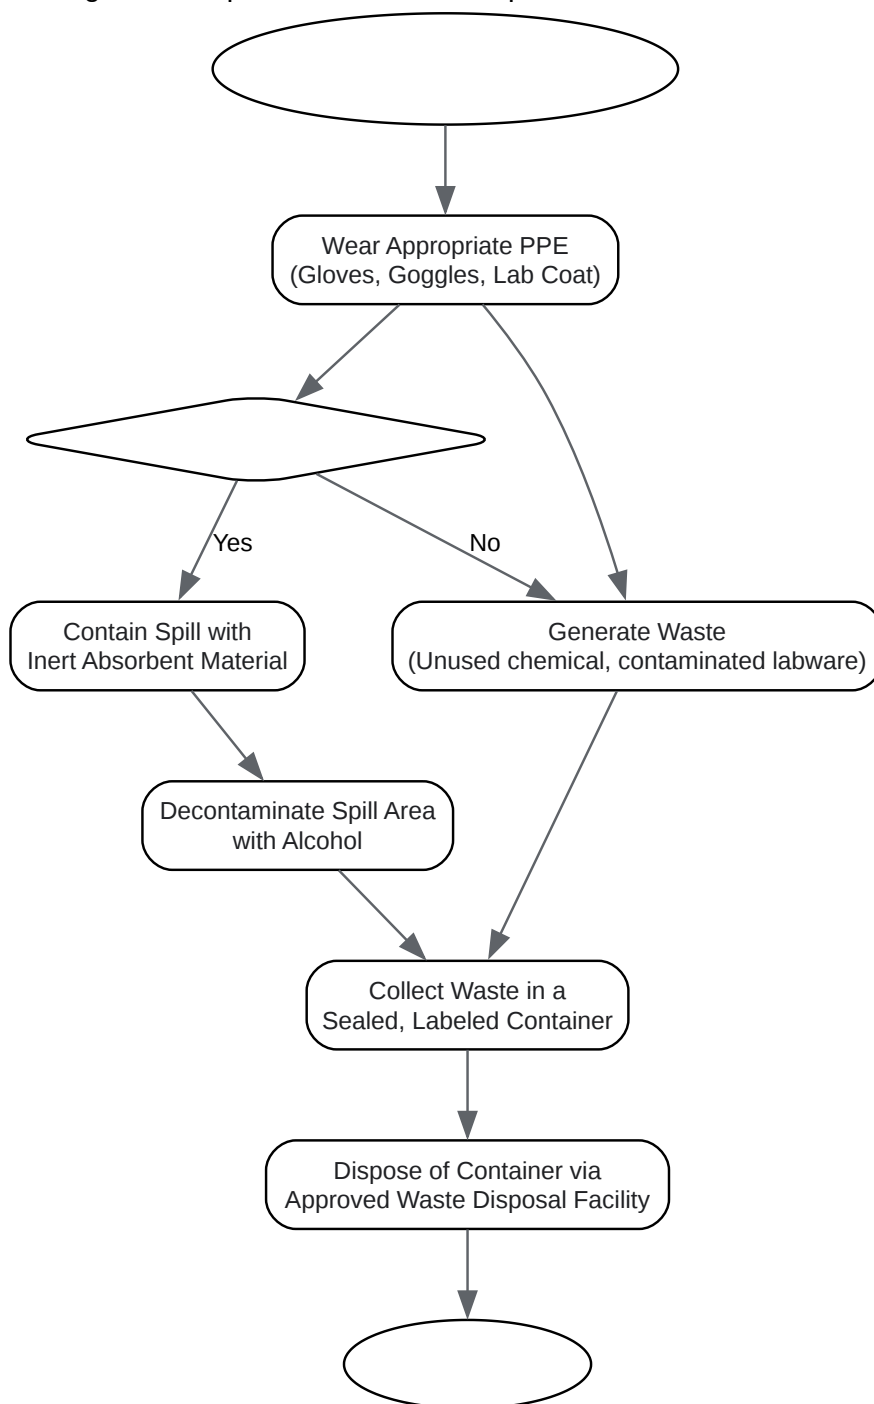 Wear Appropriate PPE
(Gloves, Goggles, Lab Coat)
Yes
No
Contain Spill with
Inert Absorbent Material
Generate Waste
(Unused chemical, contaminated labware)
Decontaminate Spill Area
with Alcohol
Collect Waste in a
Sealed, Labeled Container
Dispose of Container via
Approved Waste Disposal Facility